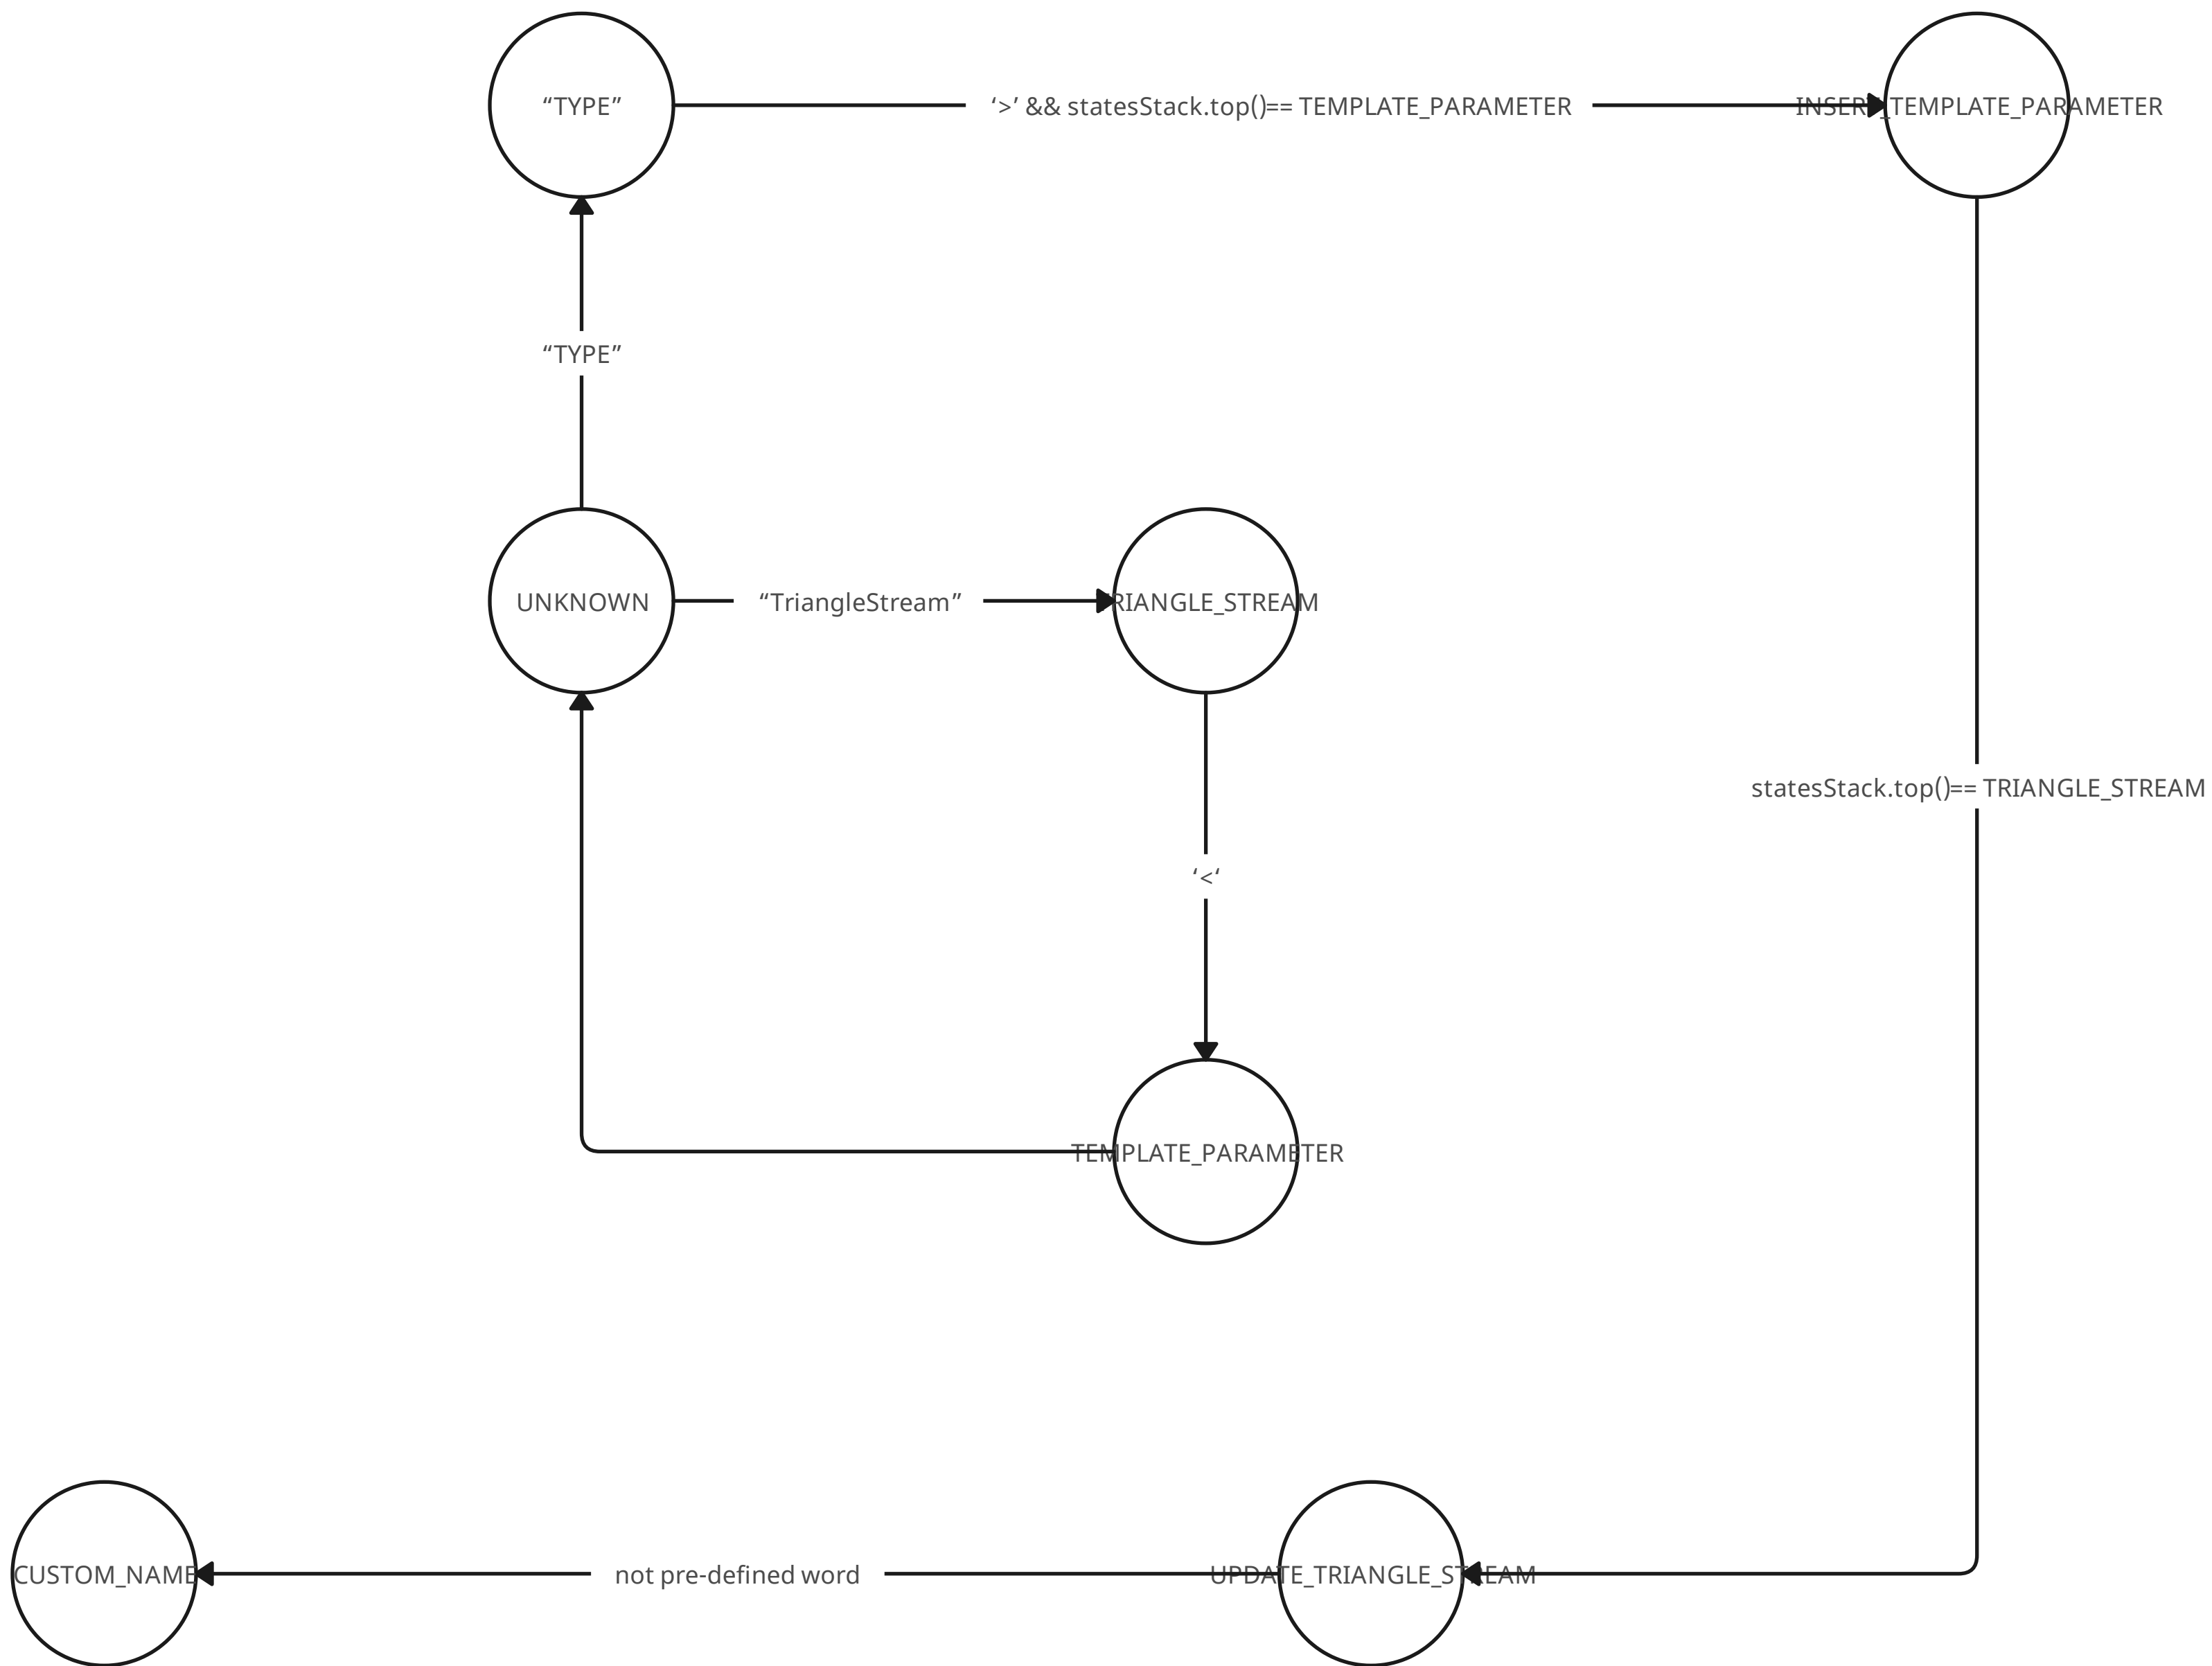 “TYPE”
‘>’ && statesStack.top()== TEMPLATE_PARAMETER
INSERT_TEMPLATE_PARAMETER
“TYPE”
UNKNOWN
“TriangleStream”
TRIANGLE_STREAM
statesStack.top()== TRIANGLE_STREAM
‘<‘
TEMPLATE_PARAMETER
CUSTOM_NAME
not pre-defined word
UPDATE_TRIANGLE_STREAM